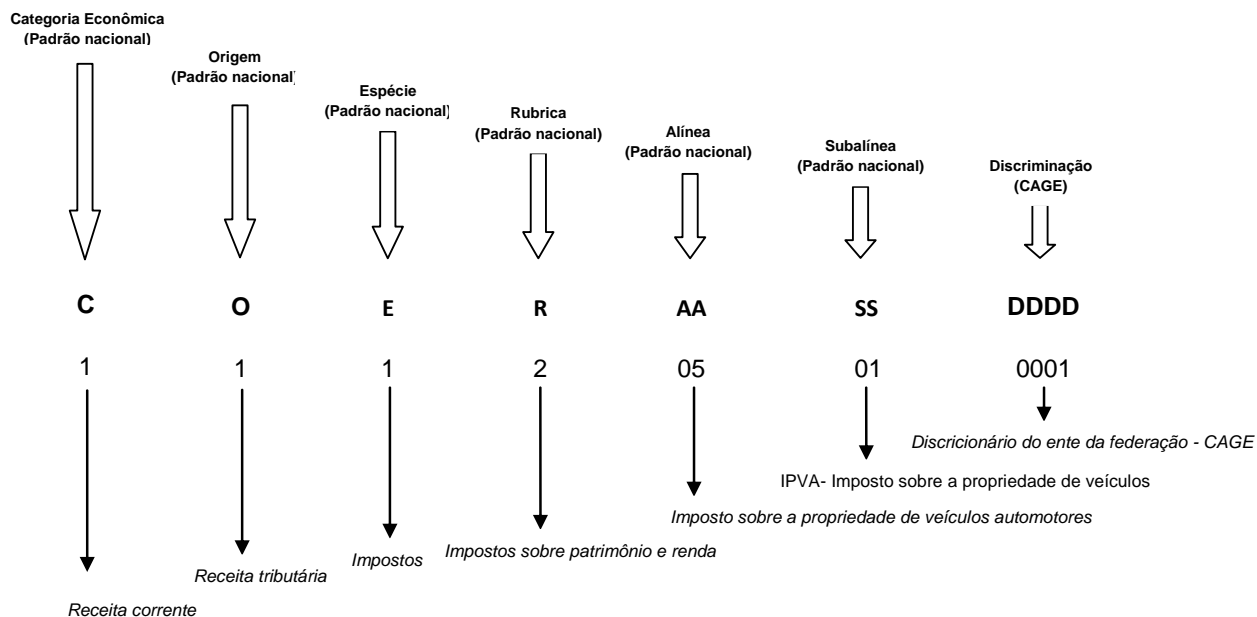 Categoria Econômica
(Padrão nacional)
Origem
(Padrão nacional)
Espécie
(Padrão nacional)
Rubrica
(Padrão nacional)
Alínea
(Padrão nacional)
Subalínea
(Padrão nacional)
Discriminação
(CAGE)
C O E R AA SS DDDD
1 1 1 2 05 01 0001
Discricionário do ente da federação - CAGE
IPVA- Imposto sobre a propriedade de veículos
Imposto sobre a propriedade de veículos automotores
Impostos sobre patrimônio e renda
Impostos
Receita tributária
Receita corrente